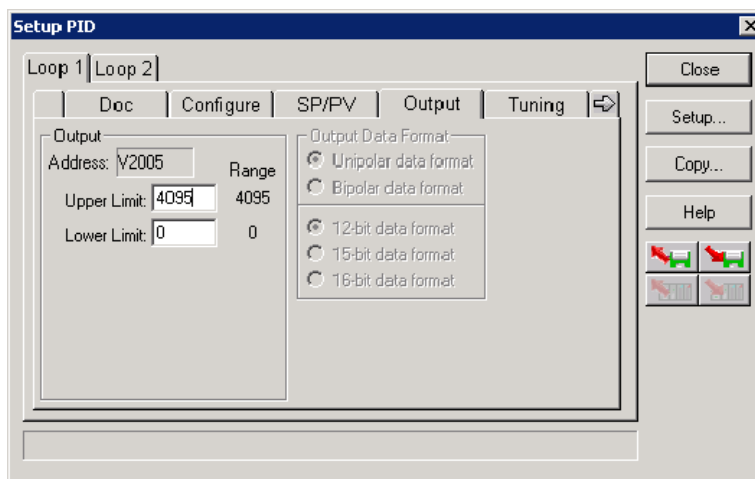 Setup PID
Loop 1 Loop 2
Doc Configure SP/PV Output Tuning
Output
Address: V2005
Range
Upper Limit: 4095 4095
Lower Limit: 0 0
Output Data Format
Unipolar data format
Bipolar data format
12-bit data format
15-bit data format
16-bit data format
Close
Setup...
Copy...
Help